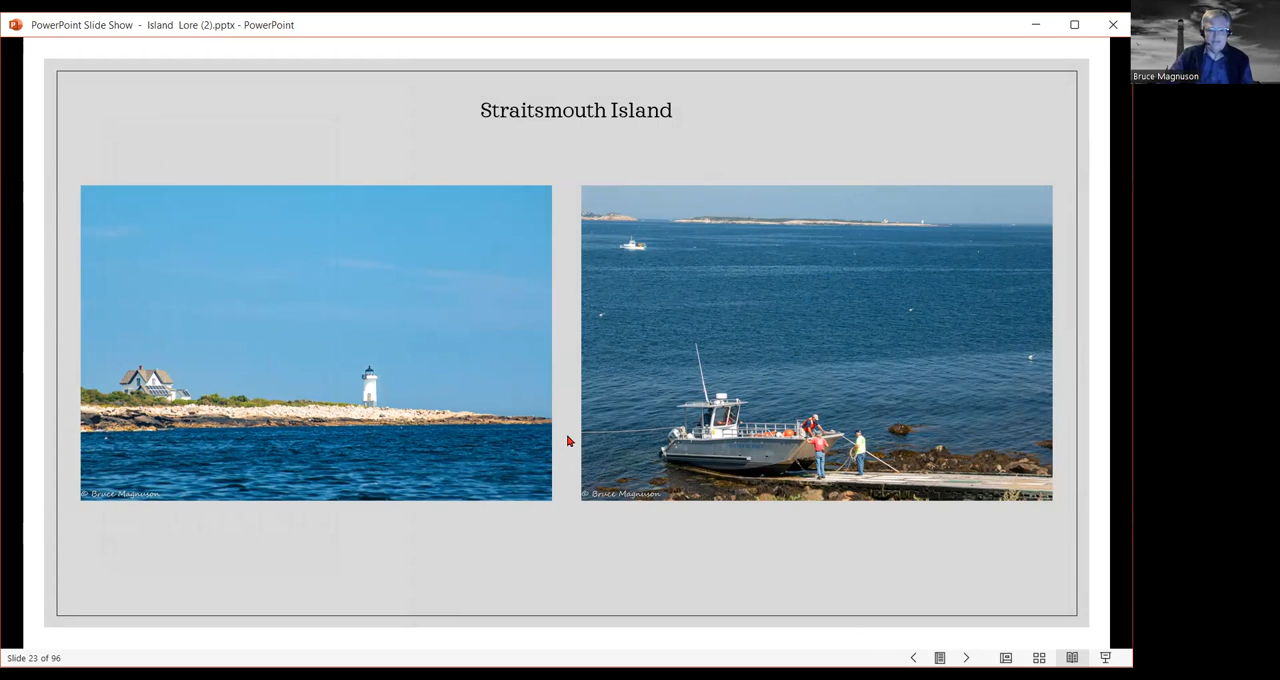 PowerPoint Slide Show - Island Lore (2).pptx - PowerPoint
Bruce Magnuson
Straitsmouth Island
© Bruce Magnuson
© Bruce Magnuson
Slide 23 of 96